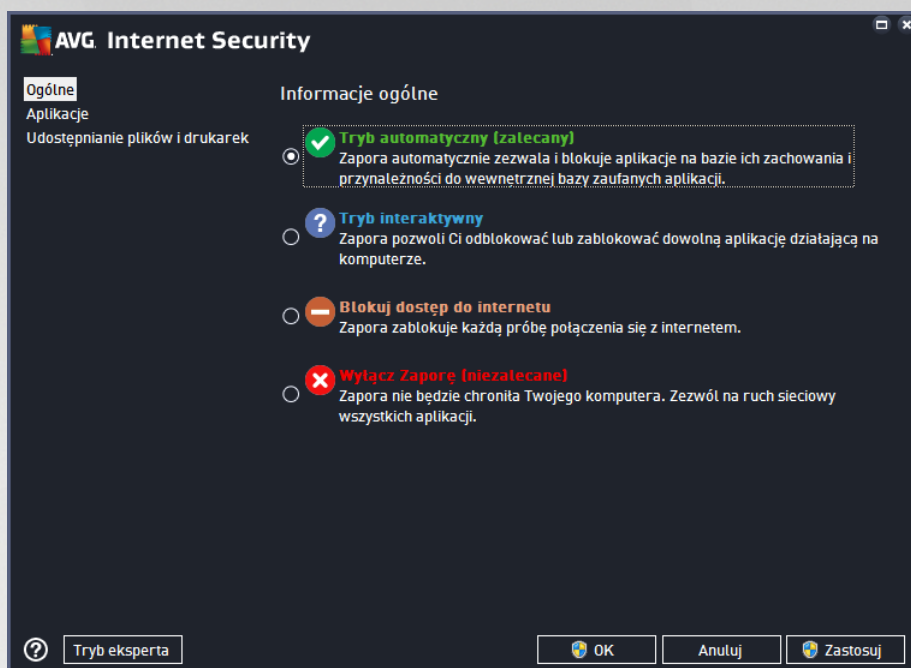 AVG Internet Security
Ogólne
Aplikacje
Udostępnianie plików i drukarek
Informacje ogólne
Tryb automatyczny (zalecany)
Zapora automatycznie zezwala i blokuje aplikacje na bazie ich zachowania i
przynależności do wewnętrznej bazy zaufanych aplikacji.
Tryb interaktywny
Zapora pozwoli Ci odblokować lub zablokować dowolną aplikację działającą na
komputerze.
Blokuj dostęp do internetu
Zapora zablokuje każdą próbę połączenia się z internetem.
Wyłącz Zaporę (niezalecane)
Zapora nie będzie chroniła Twojego komputera. Zezwól na ruch sieciowy
wszystkich aplikacji.
Tryb eksperta
OK
Anuluj
Zastosuj